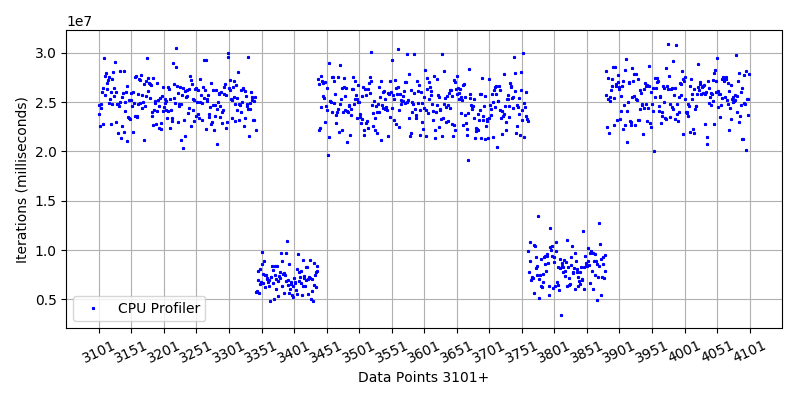 1e7
3.0
2.5
2.0
1.5
1.0
0.5
Iterations (milliseconds)
CPU Profiler
3101 3151 3201 3251 3301 3351 3401 3451 3501 3551 3601 3651 3701 3751 3801 3851 3901 3951 4001 4051 4101
Data Points 3101+